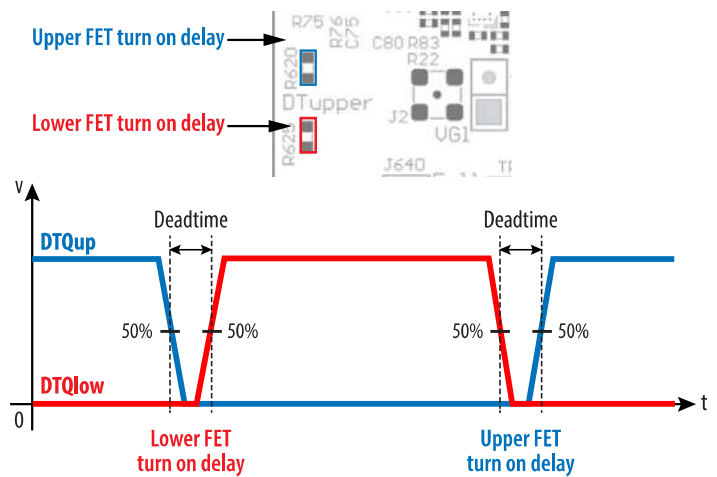 Upper FET turn on delay
R75
R76
C75
C80 R83
R22
R620
DTupper
Lower FET turn on delay
J2
VG1
R625
J640
v
Deadtime
Deadtime
DTQup
50%
50%
50%
50%
DTQlow
0
t
Lower FET
turn on delay
Upper FET
turn on delay